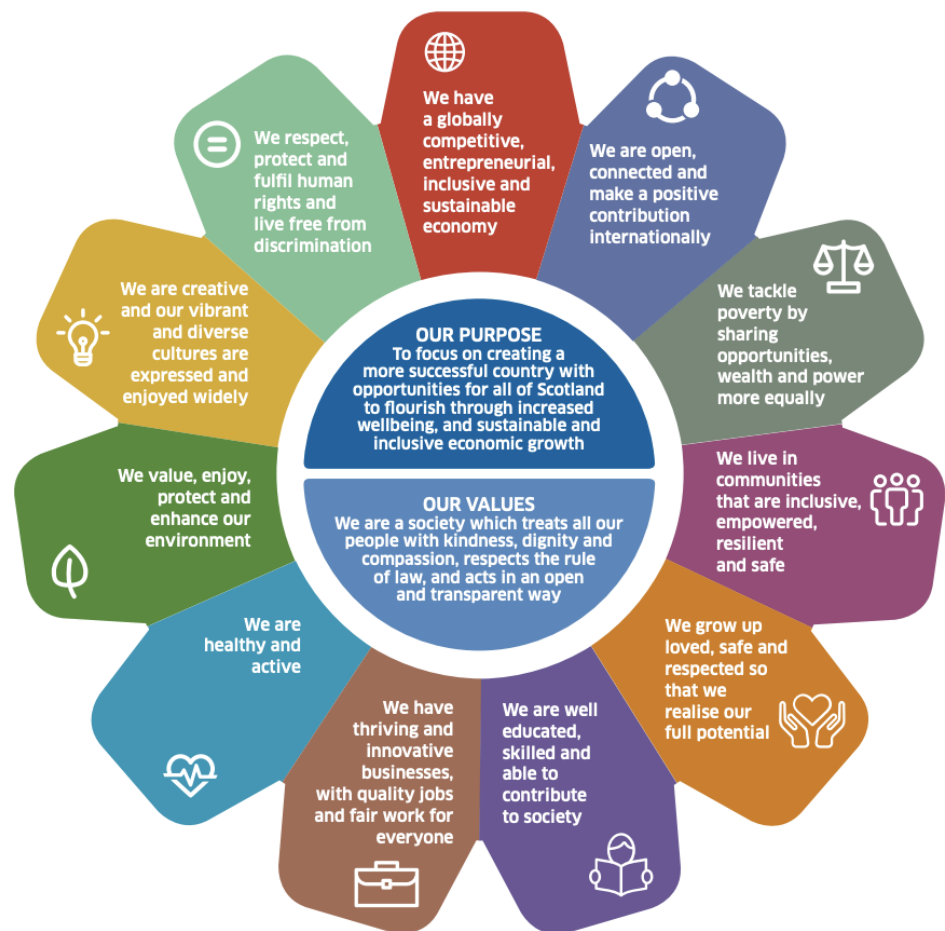 We have
a globally
competitive,
entrepreneurial,
inclusive and
sustainable
economy
We are open,
connected and
make a positive
contribution
internationally
We tackle
poverty by
sharing
opportunities,
wealth and power
more equally
We live in
communities
that are inclusive,
empowered,
resilient
and safe
We grow up
loved, safe and
respected so
that we
realise our
full potential
We are well
educated,
skilled and
able to
contribute
to society
We have
thriving and
innovative
businesses,
with quality jobs
and fair work for
everyone
We are
healthy and
active
We value, enjoy,
protect and
enhance our
environment
We are creative
and our vibrant
and diverse
cultures are
expressed and
enjoyed widely
We respect,
protect and
fulfil human
rights and
live free from
discrimination
OUR PURPOSE
To focus on creating a
more successful country with
opportunities for all of Scotland
to flourish through increased
wellbeing, and sustainable and
inclusive economic growth
OUR VALUES
We are a society which treats all our
people with kindness, dignity and
compassion, respects the rule
of law, and acts in an open
and transparent way